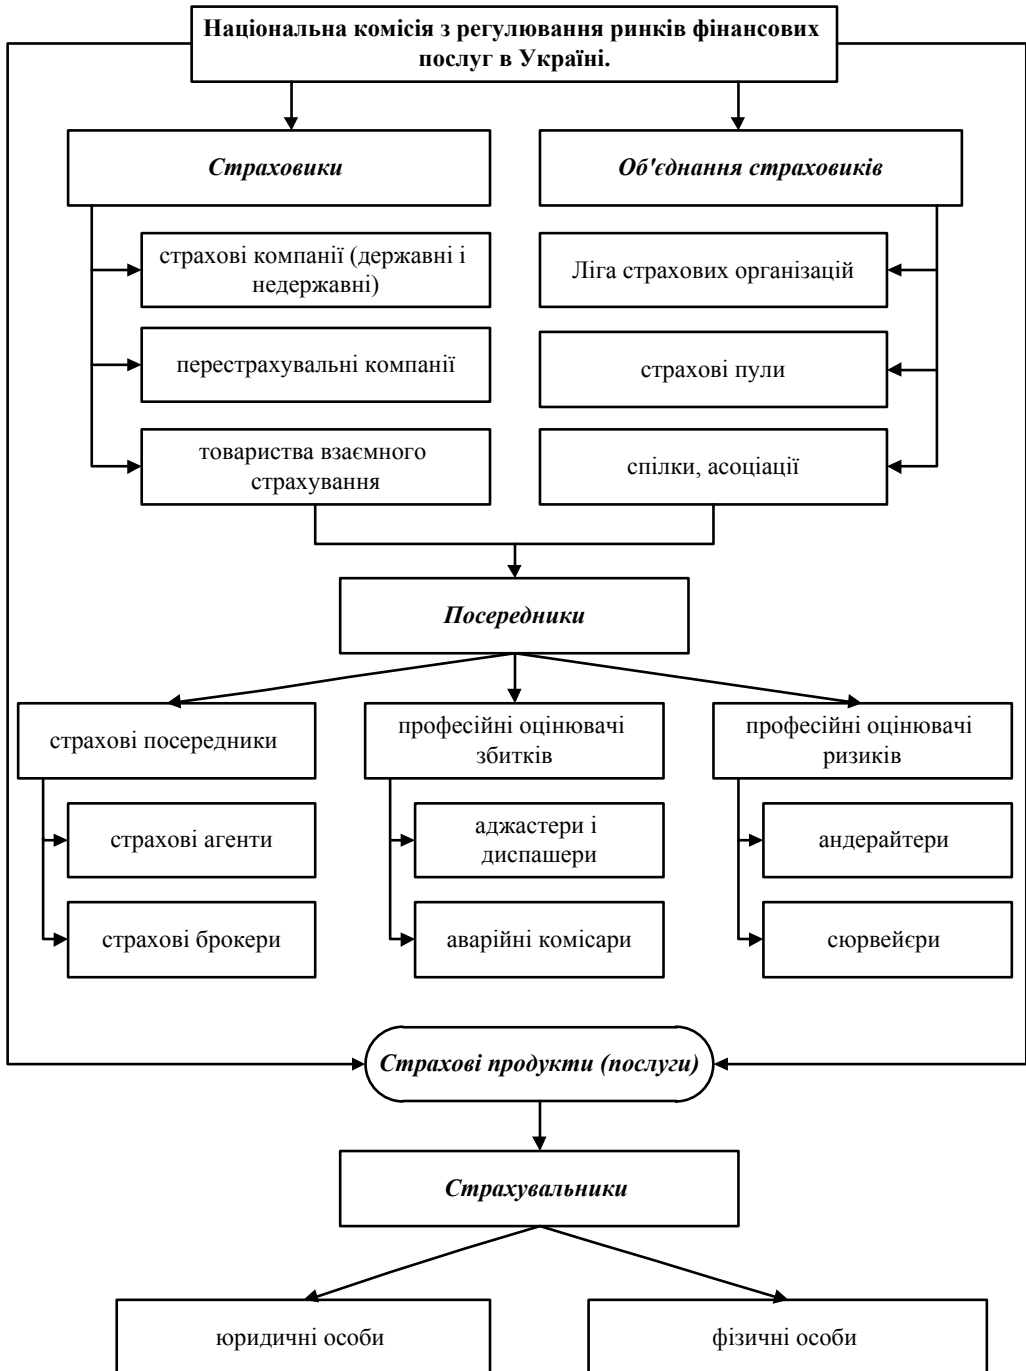 Національна комісія з регулювання ринків фінансових
послуг в Україні.
Страховики
Об'єднання страховиків
страхові компанії (державні і
недержавні)
Ліга страхових організацій
перестрахувальні компанії
страхові пули
товариства взаємного
страхування
спілки, асоціації
Посередники
страхові посередники
професійні оцінювачі
збитків
професійні оцінювачі
ризиків
страхові агенти
аджастери і
диспашери
андерайтери
страхові брокери
аварійні комісари
сюрвейєри
Страхові продукти (послуги)
Страхувальники
юридичні особи
фізичні особи